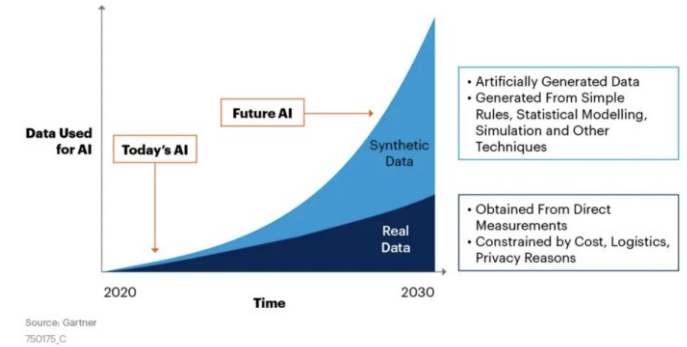 Data Used
for AI
Today's AI
Future AI
Synthetic
Data
Real
Data
• Artificially Generated Data
• Generated From Simple
Rules, Statistical Modelling,
Simulation and Other
Techniques
• Obtained From Direct
Measurements
• Constrained by Cost, Logistics,
Privacy Reasons
2020
2030
Time
Source: Gartner
750175_C